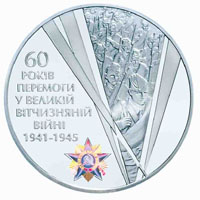 60
РОКІВ
ПЕРЕМОГИ
У ВЕЛИКІЙ
ВІТЧИЗНЯНІЙ
ВІЙНІ
1941-1945